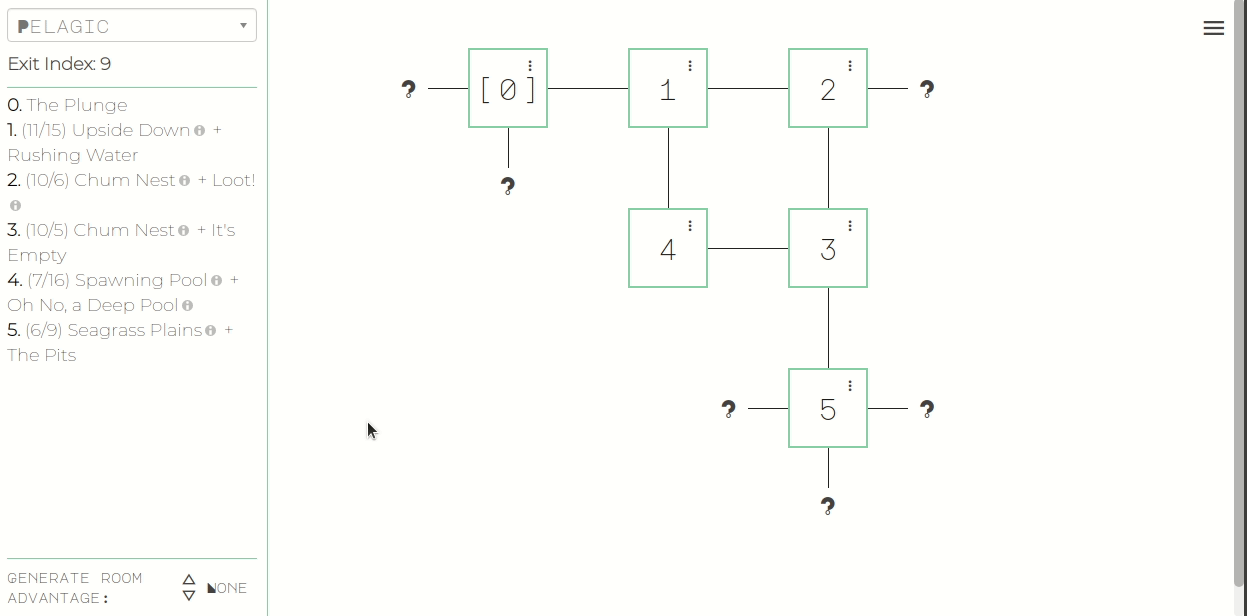 PELAGIC
Exit Index: 9
0. The Plunge
1. (11/15) Upside Down +
Rushing Water
2. (10/6) Chum Nest + Loot!
3. (10/5) Chum Nest + It's
Empty
4. (7/16) Spawning Pool +
Oh No, a Deep Pool
5. (6/9) Seagrass Plains +
The Pits
GENERATE ROOM
ADVANTAGE:
NONE
? [0] 1 2 ?
?
4 3
? 5 ?
?